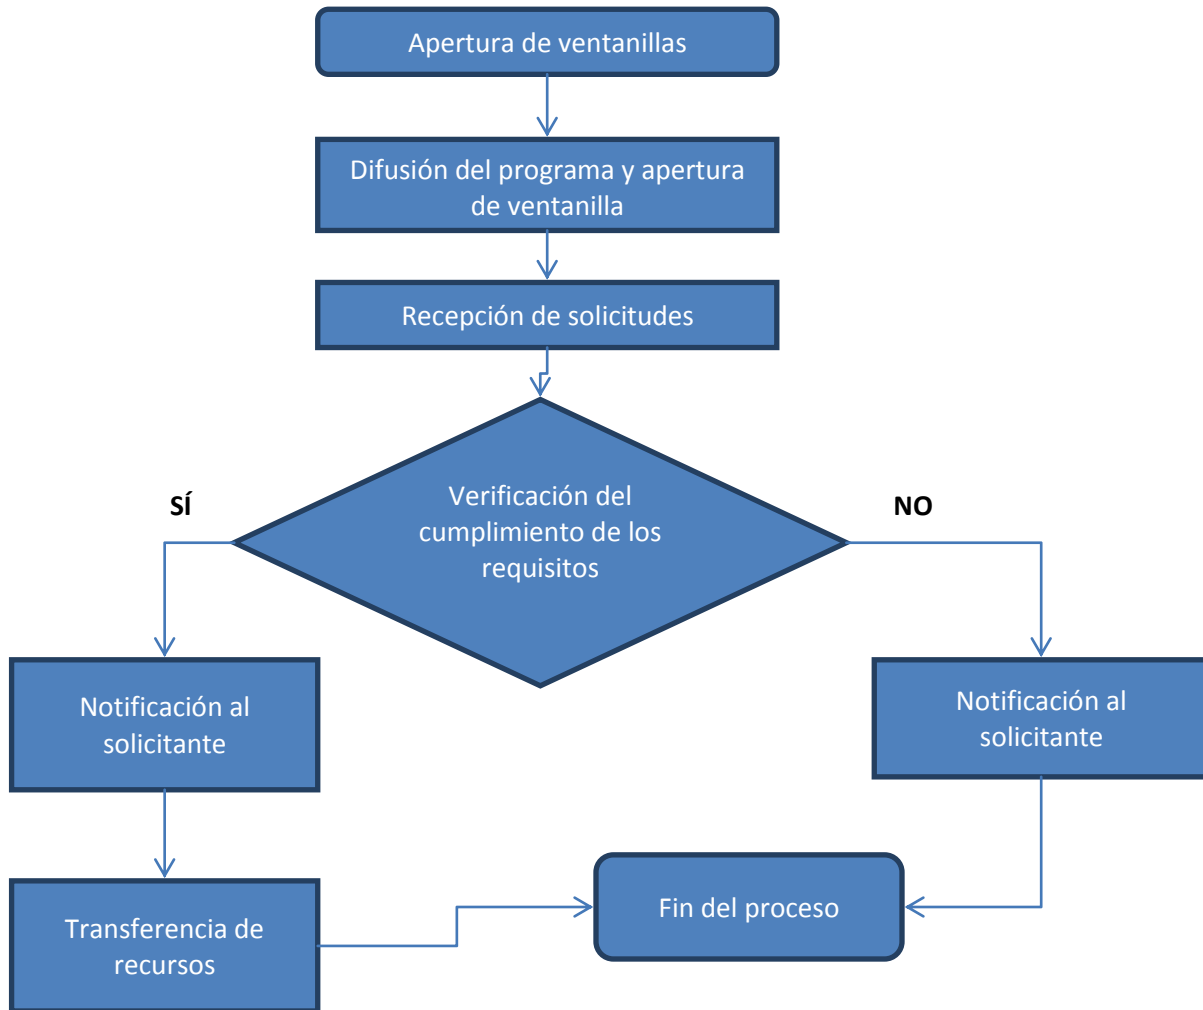 Apertura de ventanillas
Difusión del programa y apertura
de ventanilla
Recepción de solicitudes
Verificación del
cumplimiento de los
requisitos
SÍ
NO
Notificación al
solicitante
Notificación al
solicitante
Transferencia de
recursos
Fin del proceso